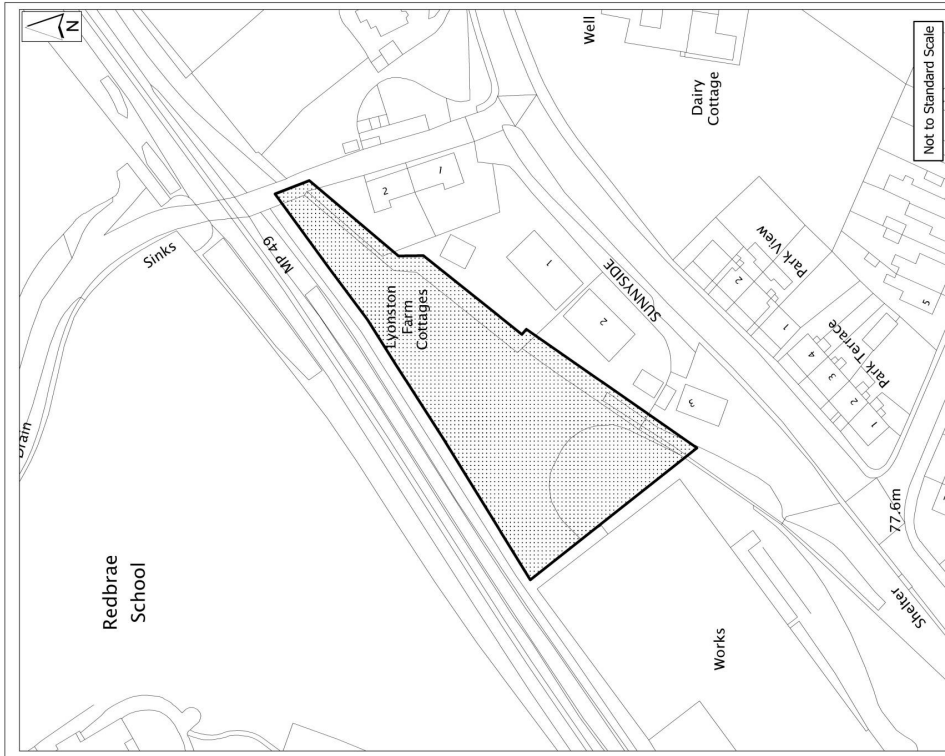 N
Drain
Sinks
Redbrae
School
MP 49
Well
Dairy
Cottage
Not to Standard Scale
2
1
Lyonston
Farm
Cottages
1
2
SUNNYSIDE
3
Park View
2
1
Park Terrace
4
3
2
1
5
77.6m
Shelter
Works